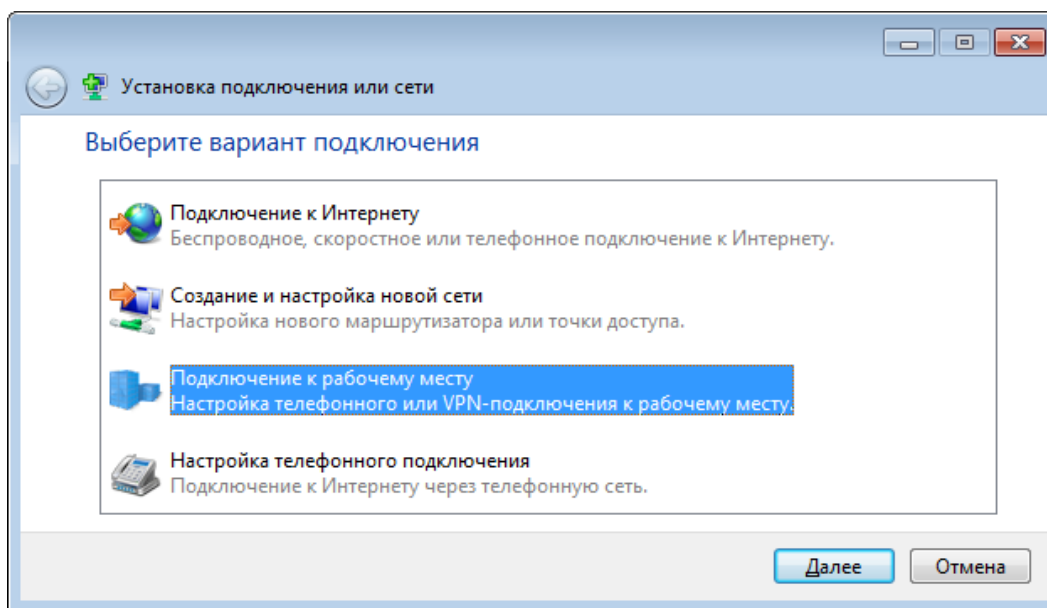 Установка подключения или сети
Выберите вариант подключения
Подключение к Интернету
Беспроводное, скоростное или телефонное подключение к Интернету.
Создание и настройка новой сети
Настройка нового маршрутизатора или точки доступа.
Подключение к рабочему месту
Настройка телефонного или VPN-подключения к рабочему месту.
Настройка телефонного подключения
Подключение к Интернету через телефонную сеть.
Далее
Отмена